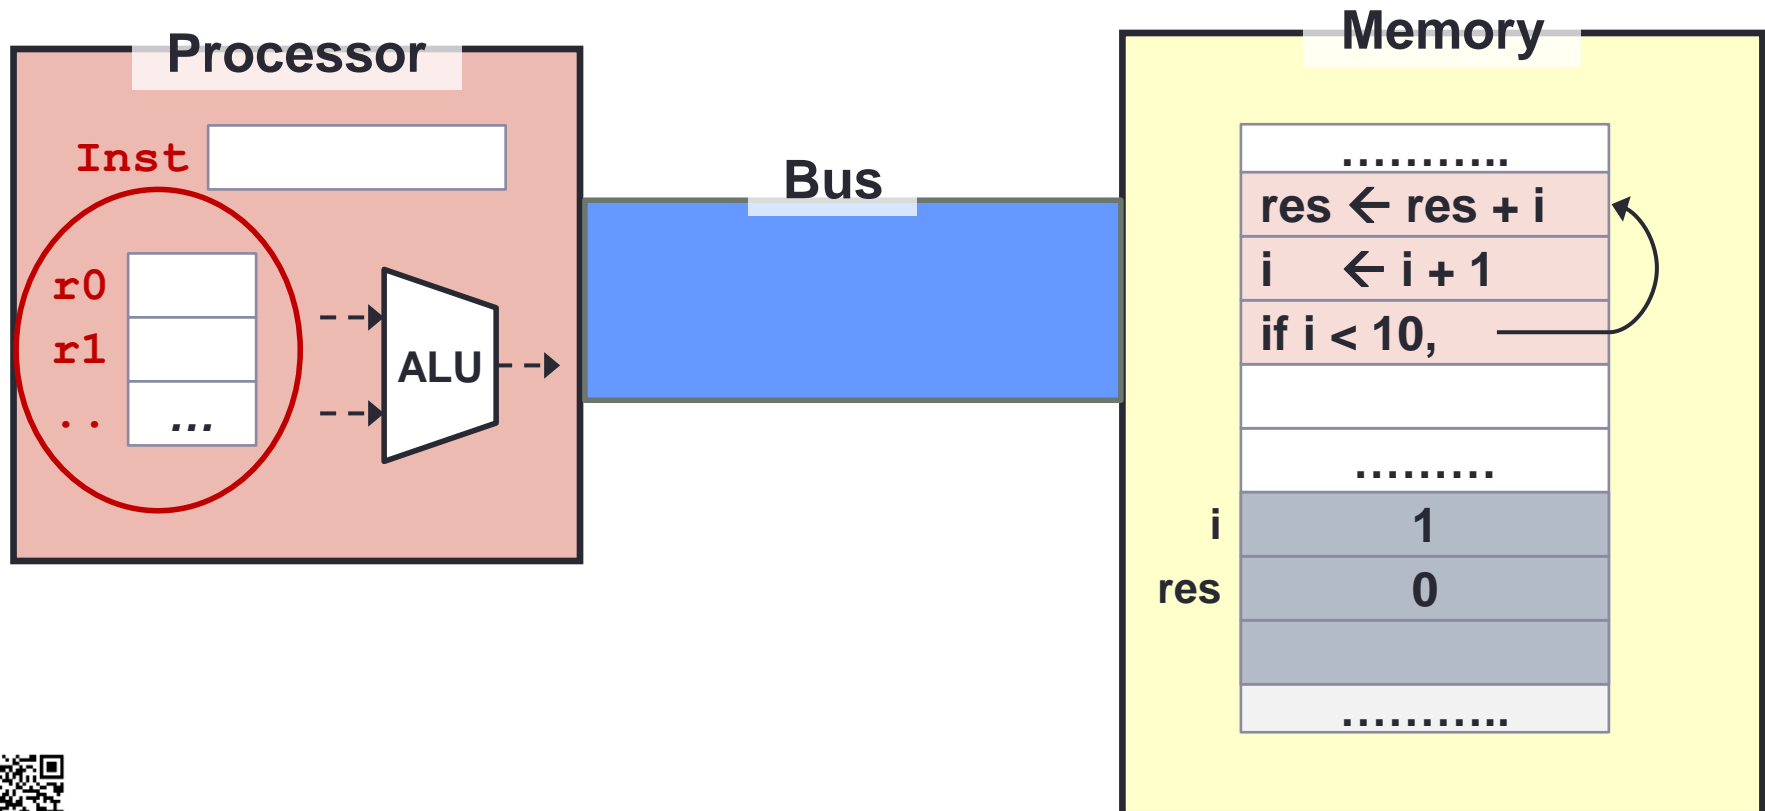 Processor
Memory
Bus
Inst
r0
r1
..
...
ALU
………..
res ← res + i
i ← i + 1
if i < 10,
………
i 1
res 0
………..